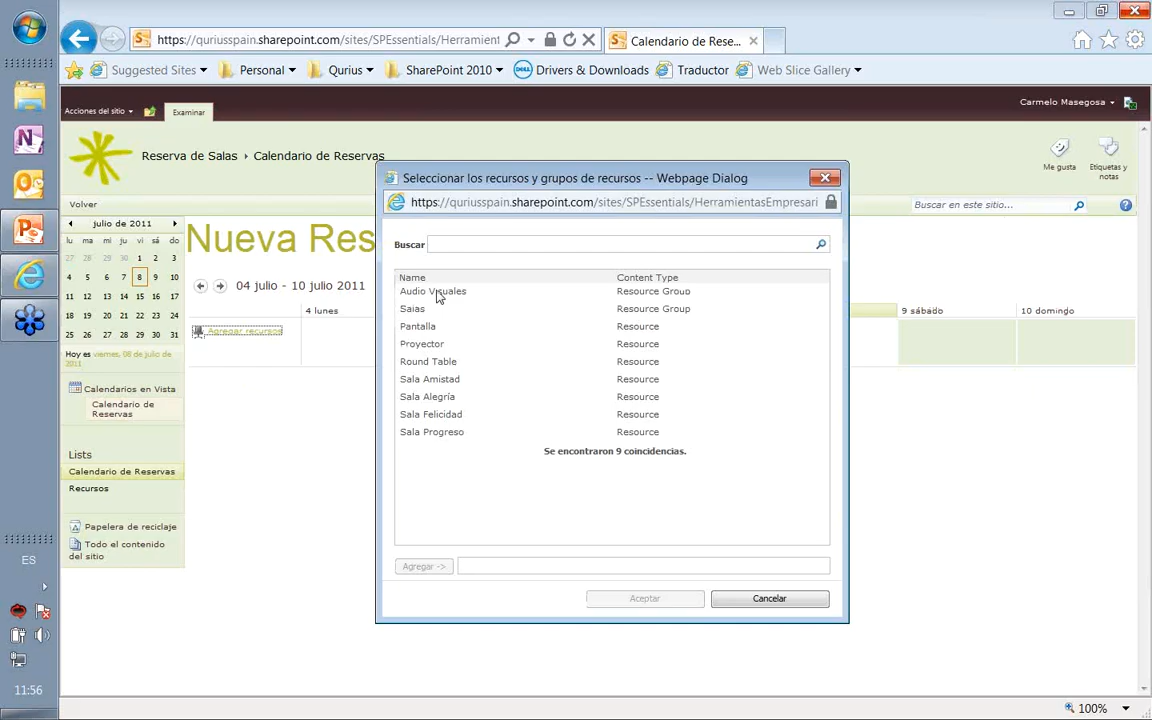 https://quriusspain.sharepoint.com/sites/SPEssentials/Herramient
Calendario de Rese...
Suggested Sites
Personal
Qurius
SharePoint 2010
Drivers & Downloads
Traductor
Web Slice Gallery
Acciones del sitio
Examinar
Carmelo Masegosa
Reserva de Salas › Calendario de Reservas
Me gusta
Etiquetas y
notas
Volver
Buscar en este sitio...
julio de 2011
lu ma mi ju vi sá do
27 28 29 30 1 2 3
4 5 6 7 8 9 10
11 12 13 14 15 16 17
18 19 20 21 22 23 24
25 26 27 28 29 30 31
Hoy es viernes, 08 de julio de
2011
Calendarios en Vista
Calendario de
Reservas
Lists
Calendario de Reservas
Recursos
Papelera de reciclaje
Todo el contenido
del sitio
Nueva Res
04 julio - 10 julio 2011
4 lunes
9 sábado
10 domingo
Agregar recursos
Seleccionar los recursos y grupos de recursos -- Webpage Dialog
https://quriusspain.sharepoint.com/sites/SPEssentials/HerramientasEmpresari
Buscar
Name Content Type
Audio Visuales Resource Group
Salas Resource Group
Pantalla Resource
Proyector Resource
Round Table Resource
Sala Amistad Resource
Sala Alegría Resource
Sala Felicidad Resource
Sala Progreso Resource
Se encontraron 9 coincidencias.
Agregar ->
Aceptar
Cancelar
ES
11:56
100%